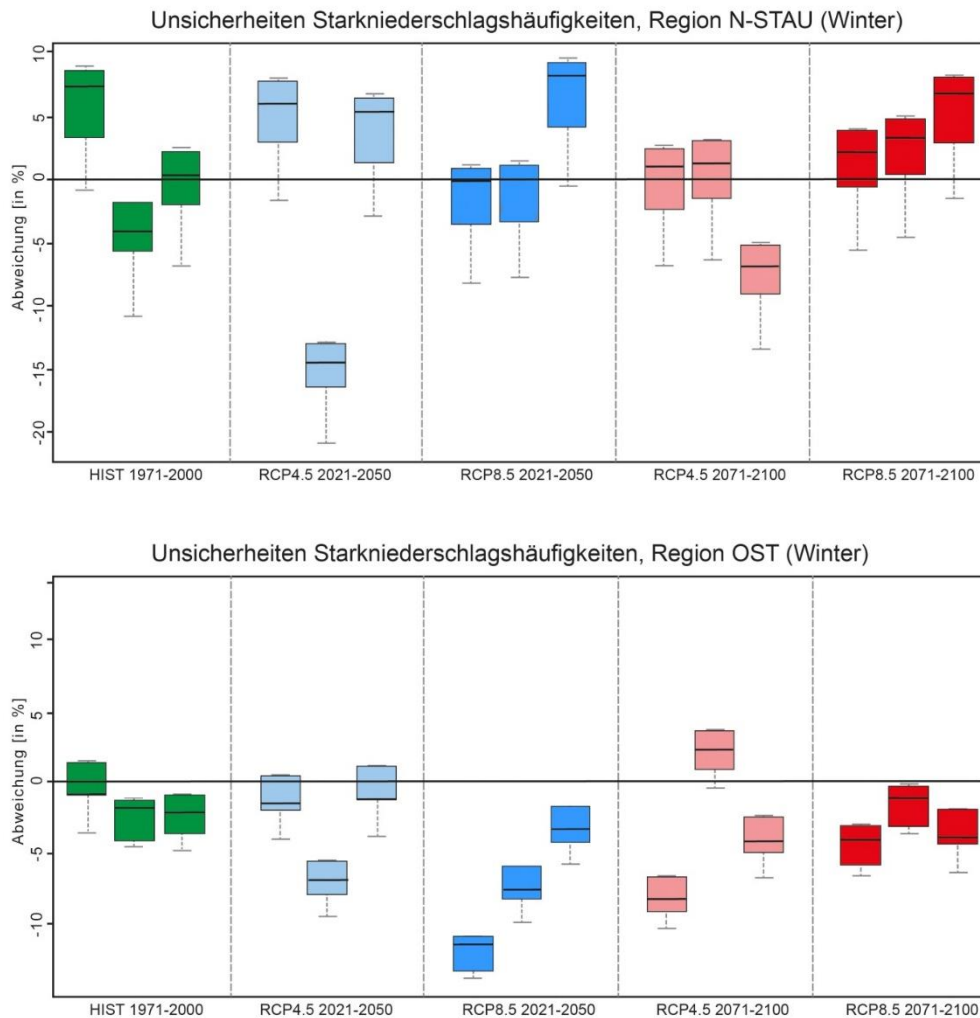 Unsicherheiten Starkniederschlagshäufigkeiten, Region N-STAU (Winter)
Abweichung [in %]
10
5
0
-5
-10
-15
-20
HIST 1971-2000 RCP4.5 2021-2050 RCP8.5 2021-2050 RCP4.5 2071-2100 RCP8.5 2071-2100
Unsicherheiten Starkniederschlagshäufigkeiten, Region OST (Winter)
Abweichung [in %]
10
5
0
-5
-10
HIST 1971-2000 RCP4.5 2021-2050 RCP8.5 2021-2050 RCP4.5 2071-2100 RCP8.5 2071-2100